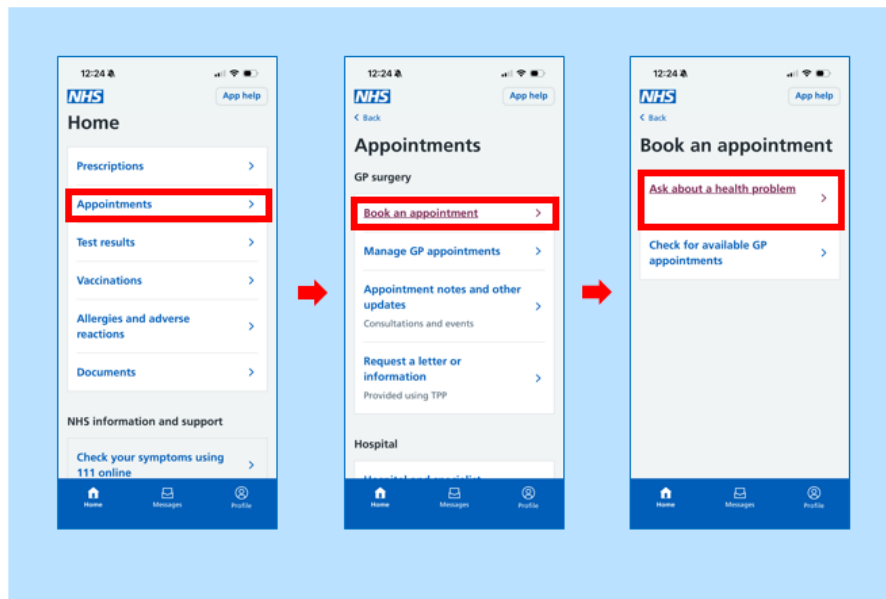 12:24
NHS
App help
Home
Prescriptions
Appointments
Test results
Vaccinations
Allergies and adverse
reactions
Documents
NHS information and support
Check your symptoms using
111 online
Home
Messages
Profile
12:24
NHS
App help
Back
Appointments
GP surgery
Book an appointment
Manage GP appointments
Appointment notes and other
updates
Consultations and events
Request a letter or
information
Provided using TPP
Hospital
Home
Messages
Profile
12:24
NHS
App help
Back
Book an appointment
Ask about a health problem
Check for available GP
appointments
Home
Messages
Profile